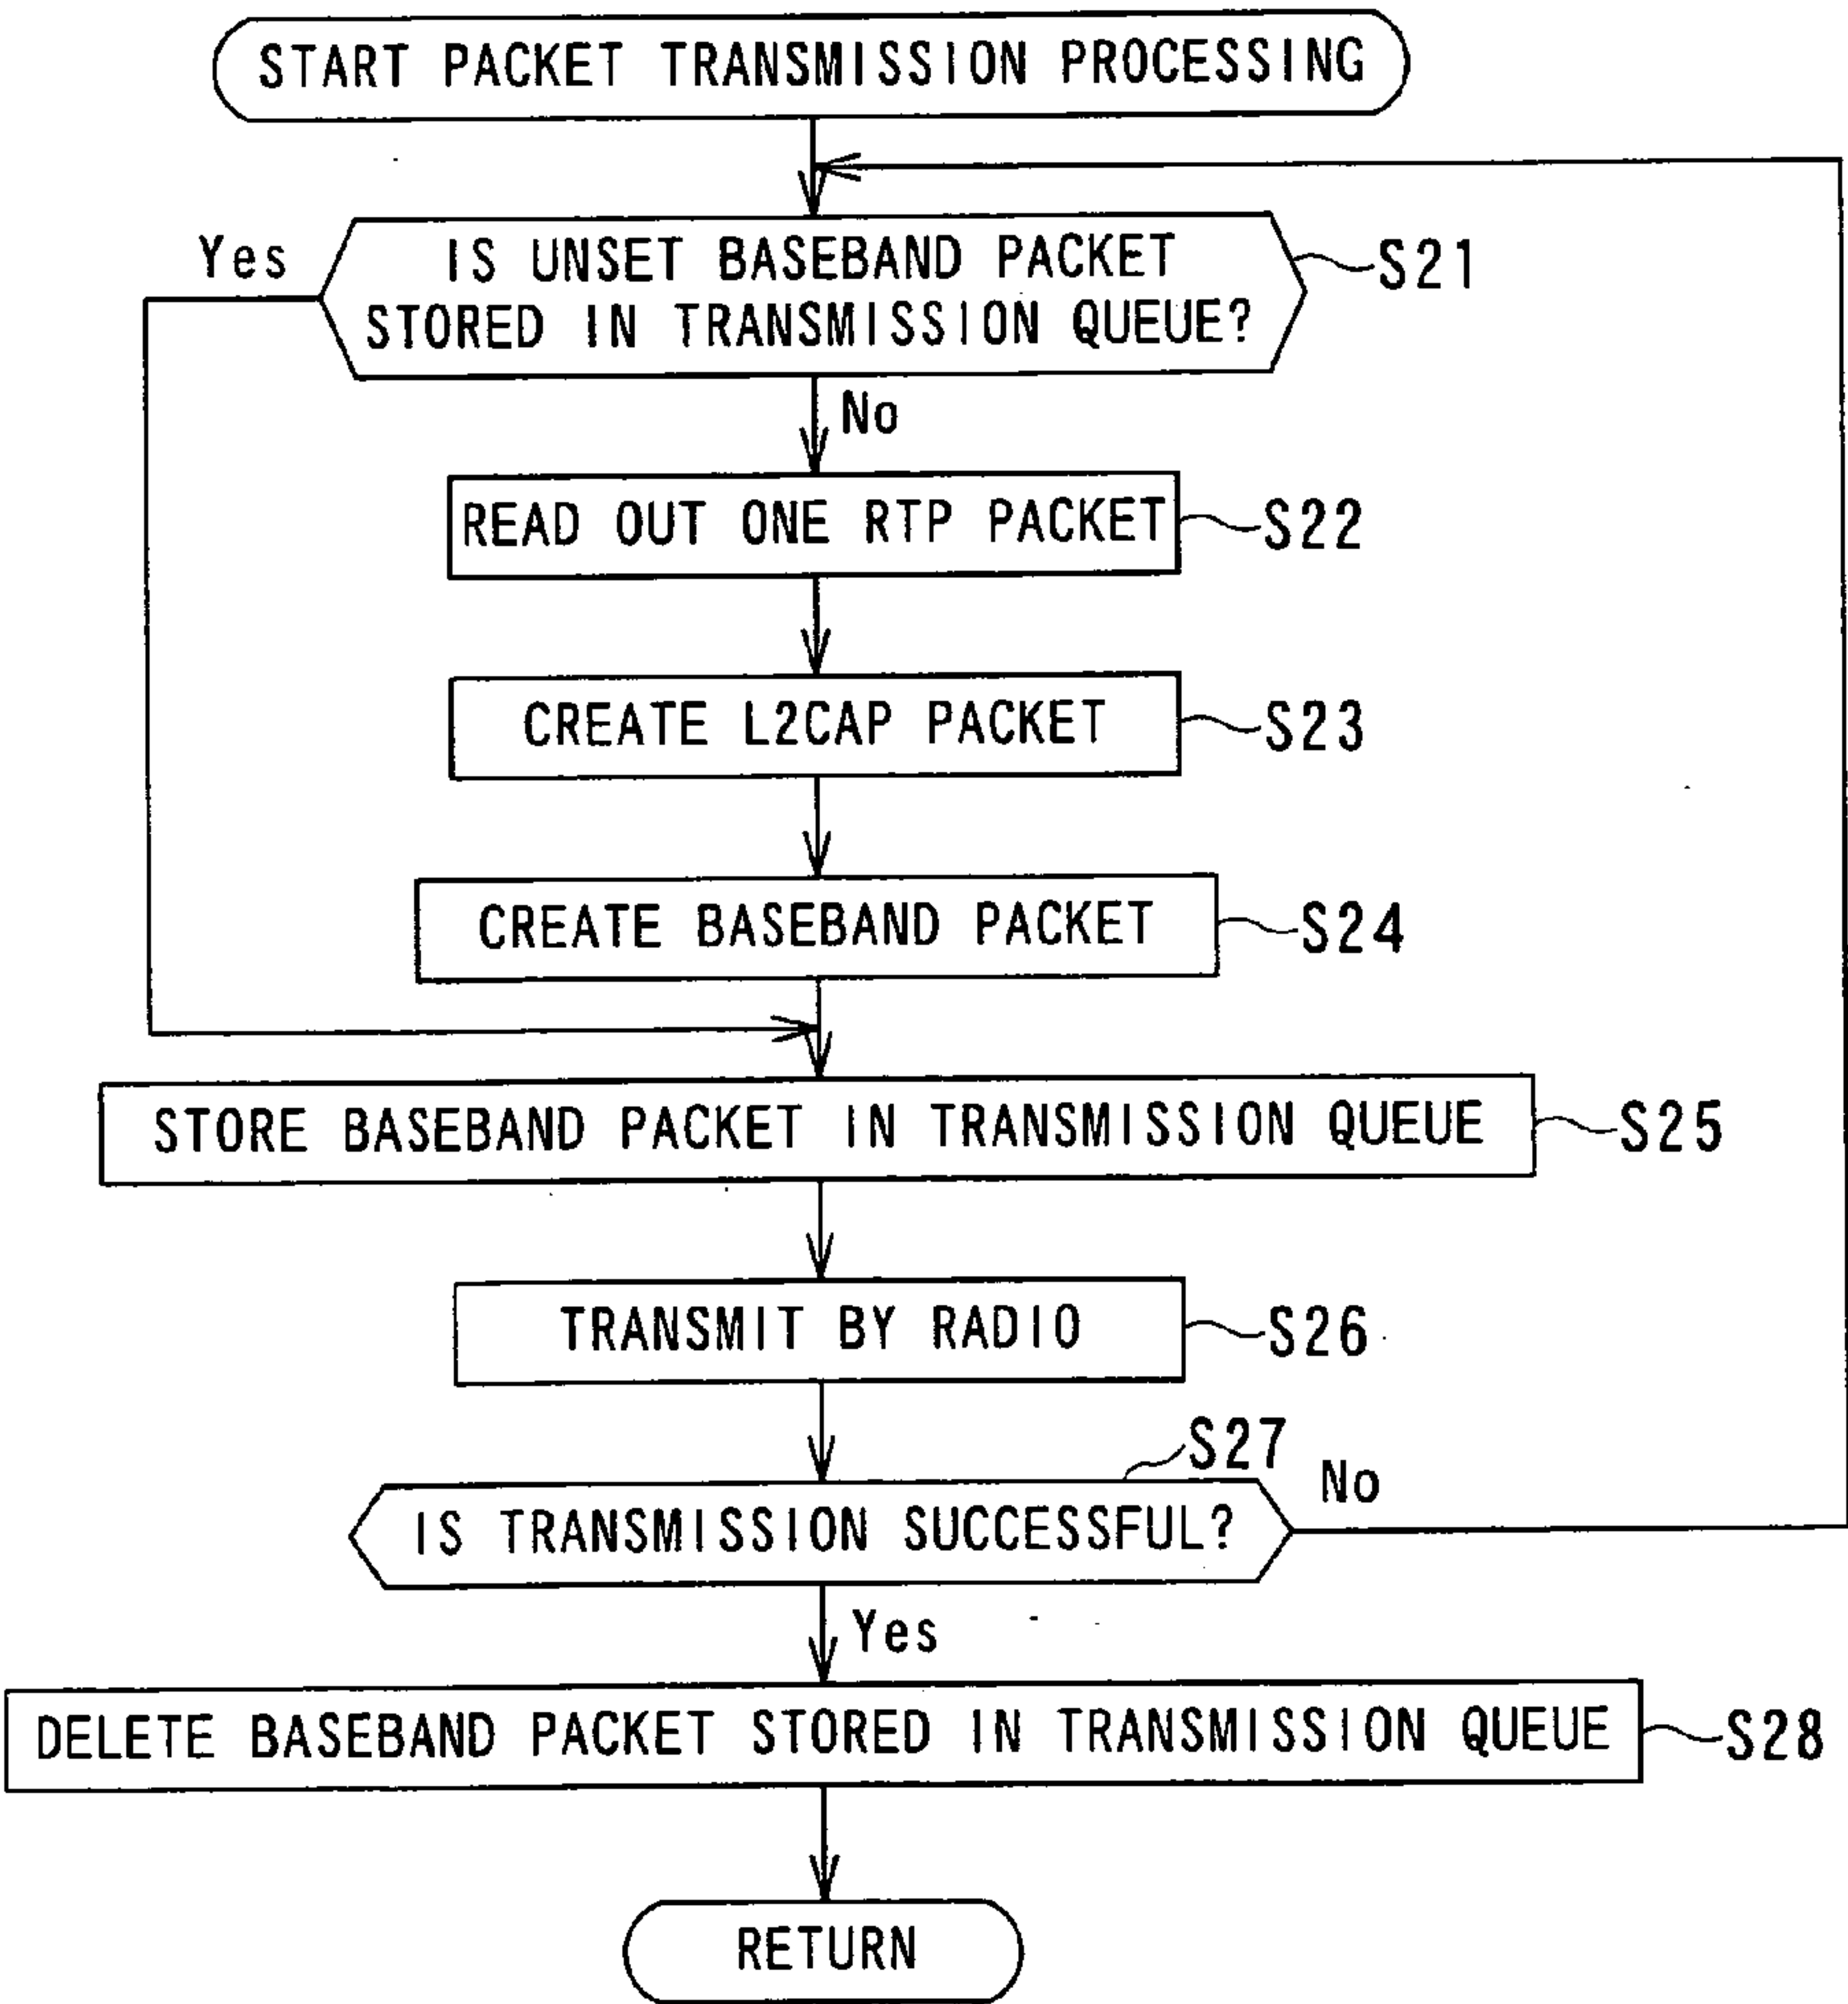 START PACKET TRANSMISSION PROCESSING
Yes
IS UNSET BASEBAND PACKET
STORED IN TRANSMISSION QUEUE?
S21
No
READ OUT ONE RTP PACKET
S22
CREATE L2CAP PACKET
S23
CREATE BASEBAND PACKET
S24
STORE BASEBAND PACKET IN TRANSMISSION QUEUE
S25
TRANSMIT BY RADIO
S26
S27
No
IS TRANSMISSION SUCCESSFUL?
Yes
DELETE BASEBAND PACKET STORED IN TRANSMISSION QUEUE
S28
RETURN